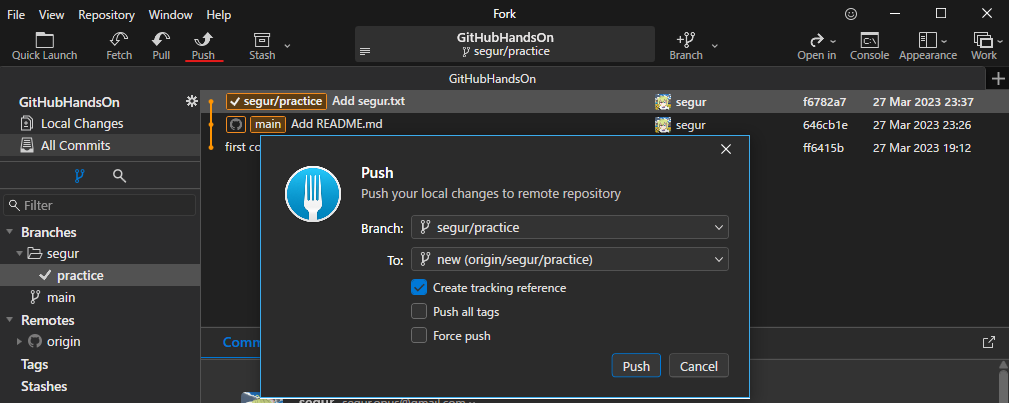 File View Repository Window Help Fork
Quick Launch Fetch Pull Push Stash
GitHubHandsOn
segur/practice
Branch Open in Console Appearance Work
GitHubHandsOn
GitHubHandsOn
Local Changes
All Commits
Filter
Branches
segur
practice
main
Remotes
origin
Tags
Stashes
segur/practice Add segur.txt segur f6782a7 27 Mar 2023 23:37
main Add README.md segur 646cb1e 27 Mar 2023 23:26
first co ff6415b 27 Mar 2023 19:12
Push
Push your local changes to remote repository
Branch: segur/practice
To: new (origin/segur/practice)
Create tracking reference
Push all tags
Force push
Push Cancel
Comm
segur